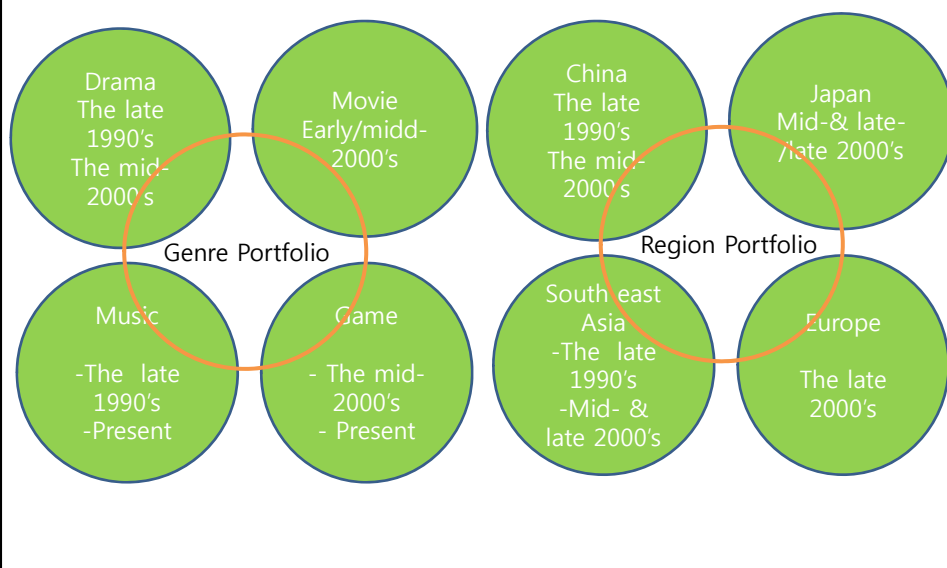 Drama
The late
1990's
The mid-
2000's
Movie
Early/midd-
2000's
Genre Portfolio
Music
-The late
1990's
-Present
Game
- The mid-
2000's
- Present
China
The late
1990's
The mid-
2000's
Japan
Mid-& late-
/late 2000's
Region Portfolio
South east
Asia
-The late
1990's
-Mid- &
late 2000's
Europe
The late
2000's